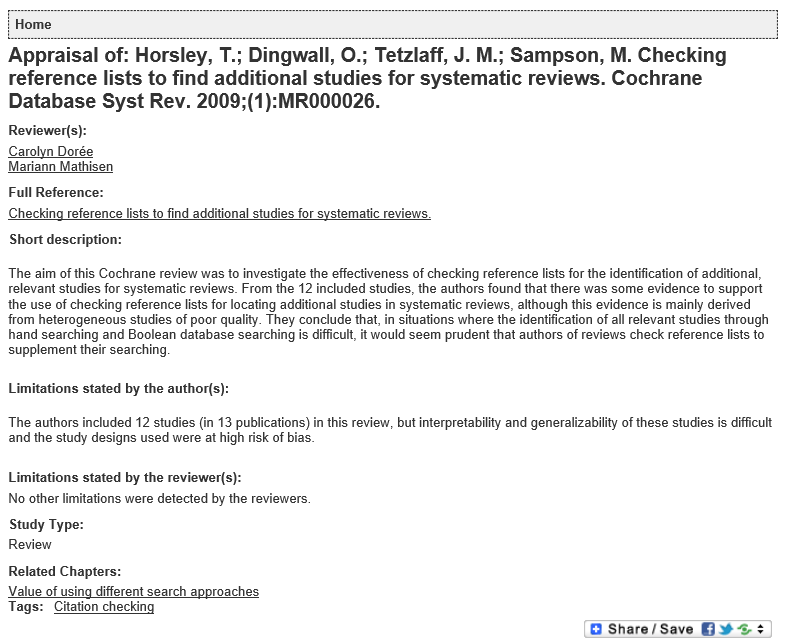 Home
Appraisal of: Horsley, T.; Dingwall, O.; Tetzlaff, J. M.; Sampson, M. Checking
reference lists to find additional studies for systematic reviews. Cochrane
Database Syst Rev. 2009;(1):MR000026.
Reviewer(s):
Carolyn Dorée
Mariann Mathisen
Full Reference:
Checking reference lists to find additional studies for systematic reviews.
Short description:
The aim of this Cochrane review was to investigate the effectiveness of checking reference lists for the identification of additional,
relevant studies for systematic reviews. From the 12 included studies, the authors found that there was some evidence to support
the use of checking reference lists for locating additional studies in systematic reviews, although this evidence is mainly derived
from heterogeneous studies of poor quality. They conclude that, in situations where the identification of all relevant studies through
hand searching and Boolean database searching is difficult, it would seem prudent that authors of reviews check reference lists to
supplement their searching.
Limitations stated by the author(s):
The authors included 12 studies (in 13 publications) in this review, but interpretability and generalizability of these studies is difficult
and the study designs used were at high risk of bias.
Limitations stated by the reviewer(s):
No other limitations were detected by the reviewers.
Study Type:
Review
Related Chapters:
Value of using different search approaches
Tags: Citation checking
Share / Save